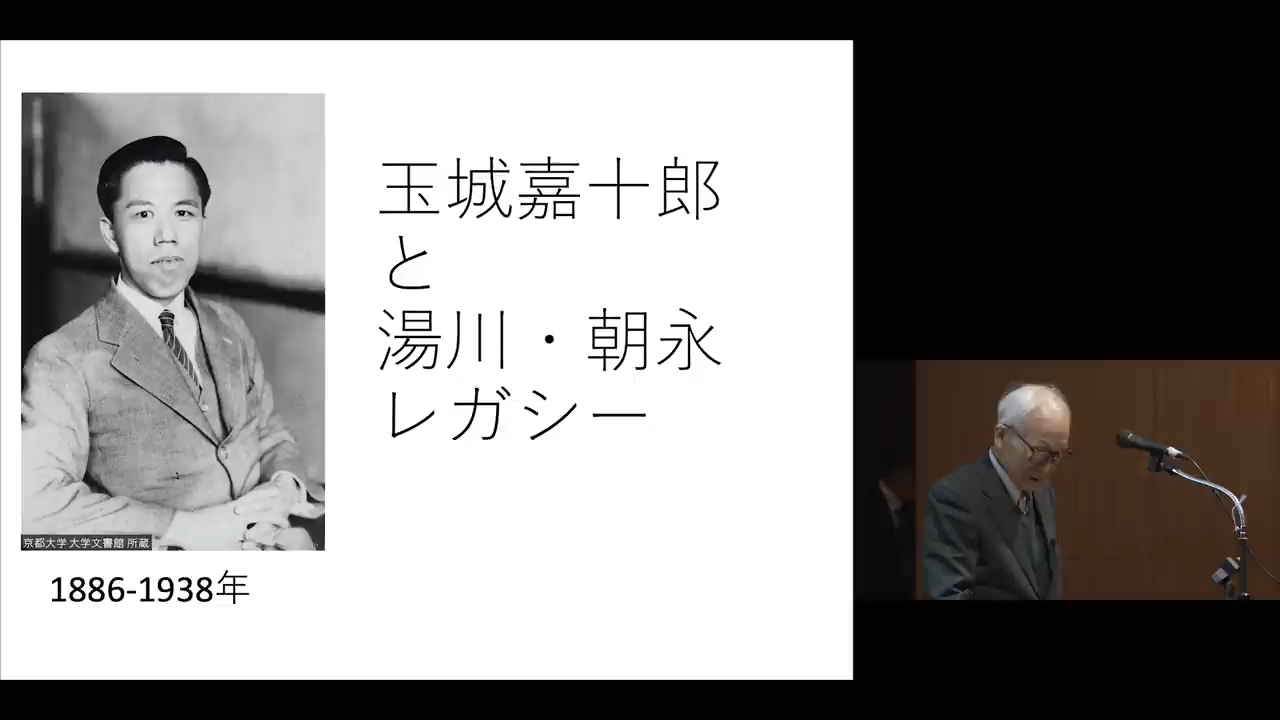 玉城嘉十郎
と
湯川・朝永
レガシー
京都大学 大学文書館 所蔵
1886-1938年